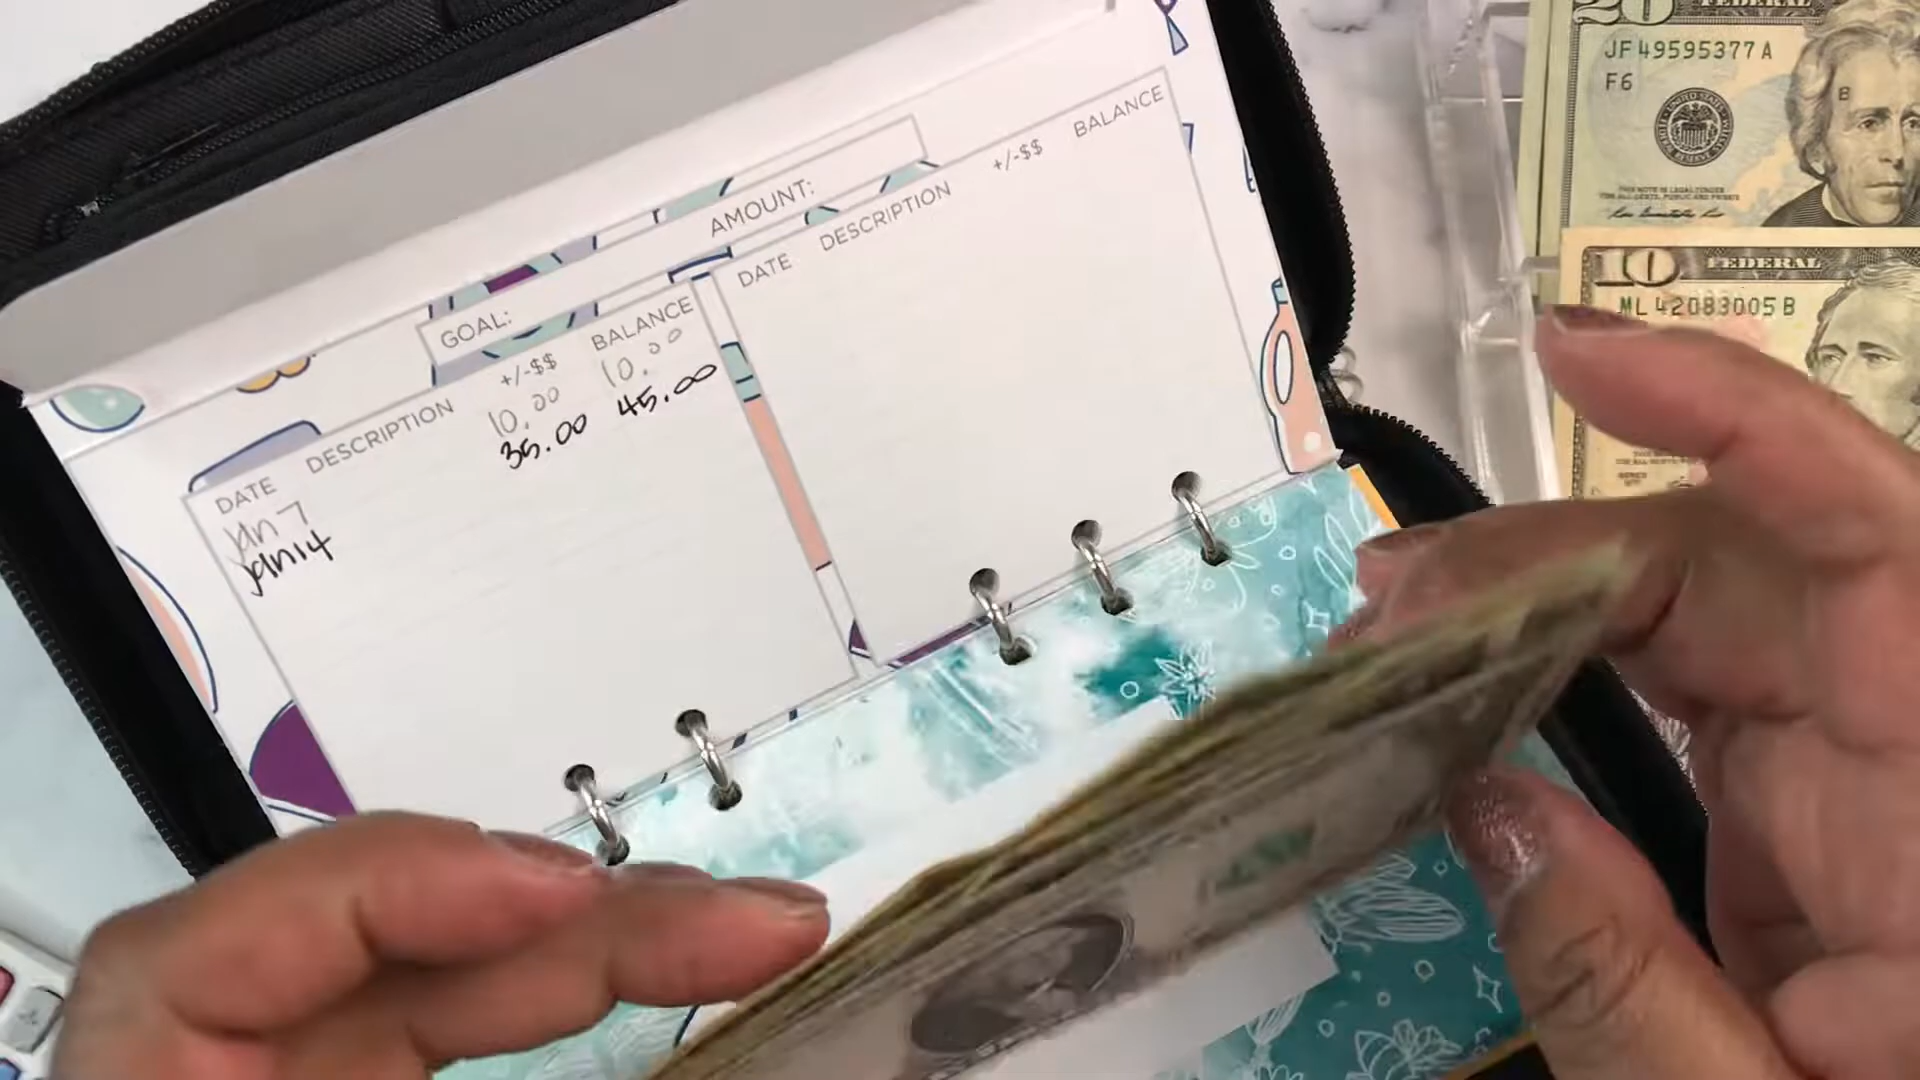 GOAL:
AMOUNT:
DATE DESCRIPTION +/-$$ BALANCE
Jan 7 10.00 10.00
Jan 14 35.00 45.00
DATE DESCRIPTION +/-$$ BALANCE
20 FEDERAL
JF 49595377 A
F6
B
10 FEDERAL
ML 42083005 B